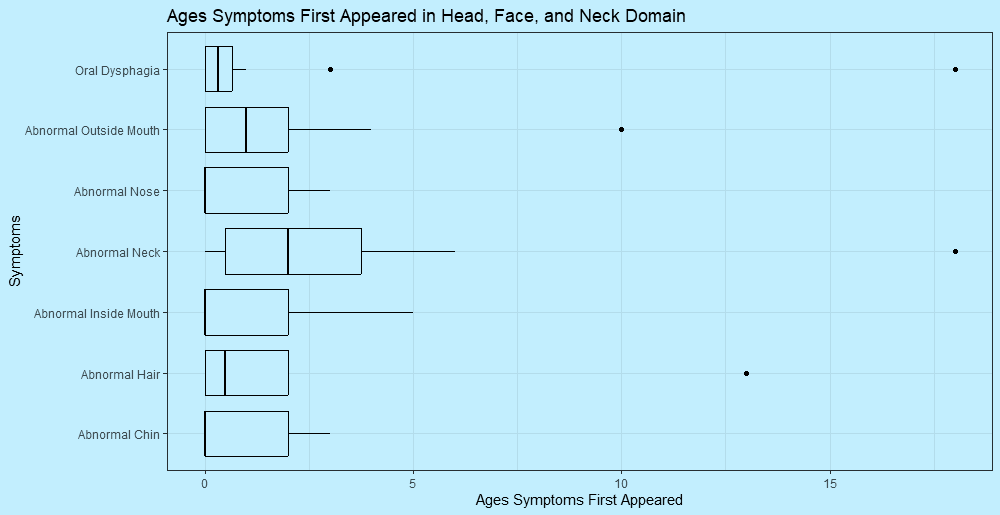 Ages Symptoms First Appeared in Head, Face, and Neck Domain
Symptoms
Oral Dysphagia
Abnormal Outside Mouth
Abnormal Nose
Abnormal Neck
Abnormal Inside Mouth
Abnormal Hair
Abnormal Chin
0 5 10 15
Ages Symptoms First Appeared